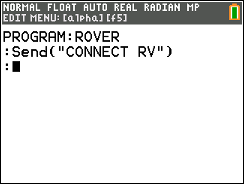 NORMAL FLOAT AUTO REAL RADIAN MP
EDIT MENU:[alpha][f5]
PROGRAM:ROVER
:Send("CONNECT RV")
: